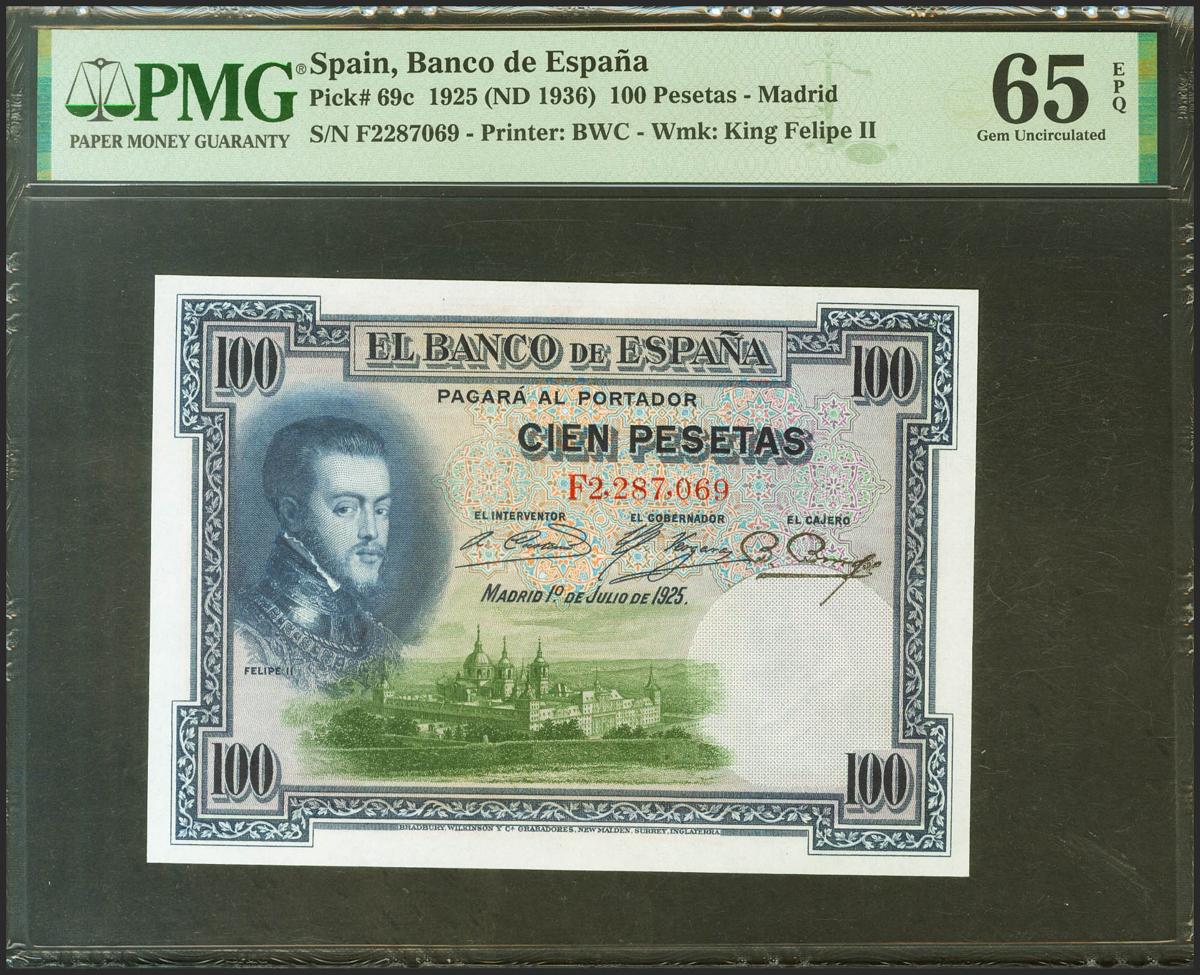 PMG®
PAPER MONEY GUARANTY
Spain, Banco de España
Pick# 69c 1925 (ND 1936) 100 Pesetas - Madrid
S/N F2287069 - Printer: BWC - Wmk: King Felipe II
65 EPQ
Gem Uncirculated
100 EL BANCO DE ESPAÑA 100
PAGARÁ AL PORTADOR
CIEN PESETAS
F2,287,069
EL INTERVENTOR EL GOBERNADOR EL CAJERO
MADRID 1º DE JULIO DE 1925.
FELIPE II
100 100
BRADBURY, WILKINSON Y Cª GRABADORES, NEW MALDEN, SURREY, INGLATERRA